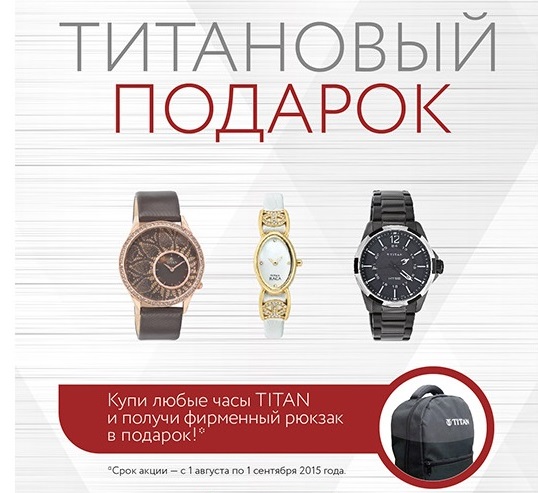 ТИТАНОВЫЙ
ПОДАРОК
TITAN
Купи любые часы TITAN
и получи фирменный рюкзак
в подарок!*
TITAN
*Срок акции — с 1 августа по 1 сентября 2015 года.